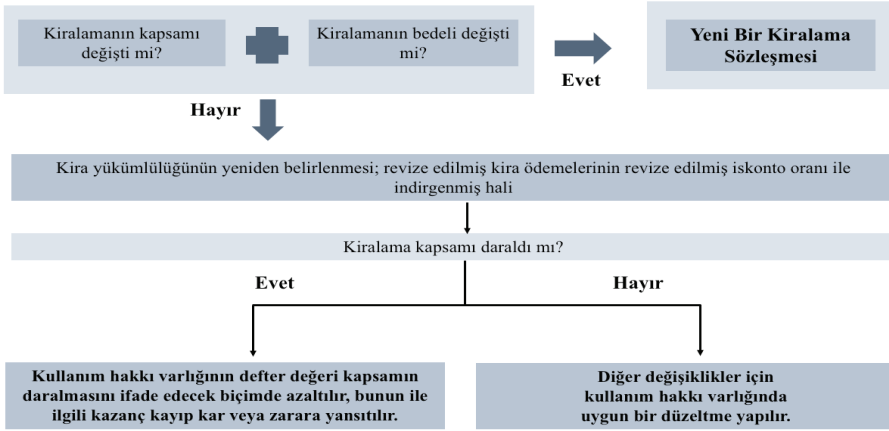 Kiralamanın kapsamı
değişti mi?
Kiralamanın bedeli değişti
mi?
Evet
Yeni Bir Kiralama
Sözleşmesi
Hayır
Kira yükümlülüğünün yeniden belirlenmesi; revize edilmiş kira ödemelerinin revize edilmiş iskonto oranı ile
indirgenmiş hali
Kiralama kapsamı daraldı mı?
Evet
Hayır
Kullanım hakkı varlığının defter değeri kapsamın
daralmasını ifade edecek biçimde azaltılır, bunun ile
ilgili kazanç kayıp kar veya zarara yansıtılır.
Diğer değişiklikler için
kullanım hakkı varlığında
uygun bir düzeltme yapılır.